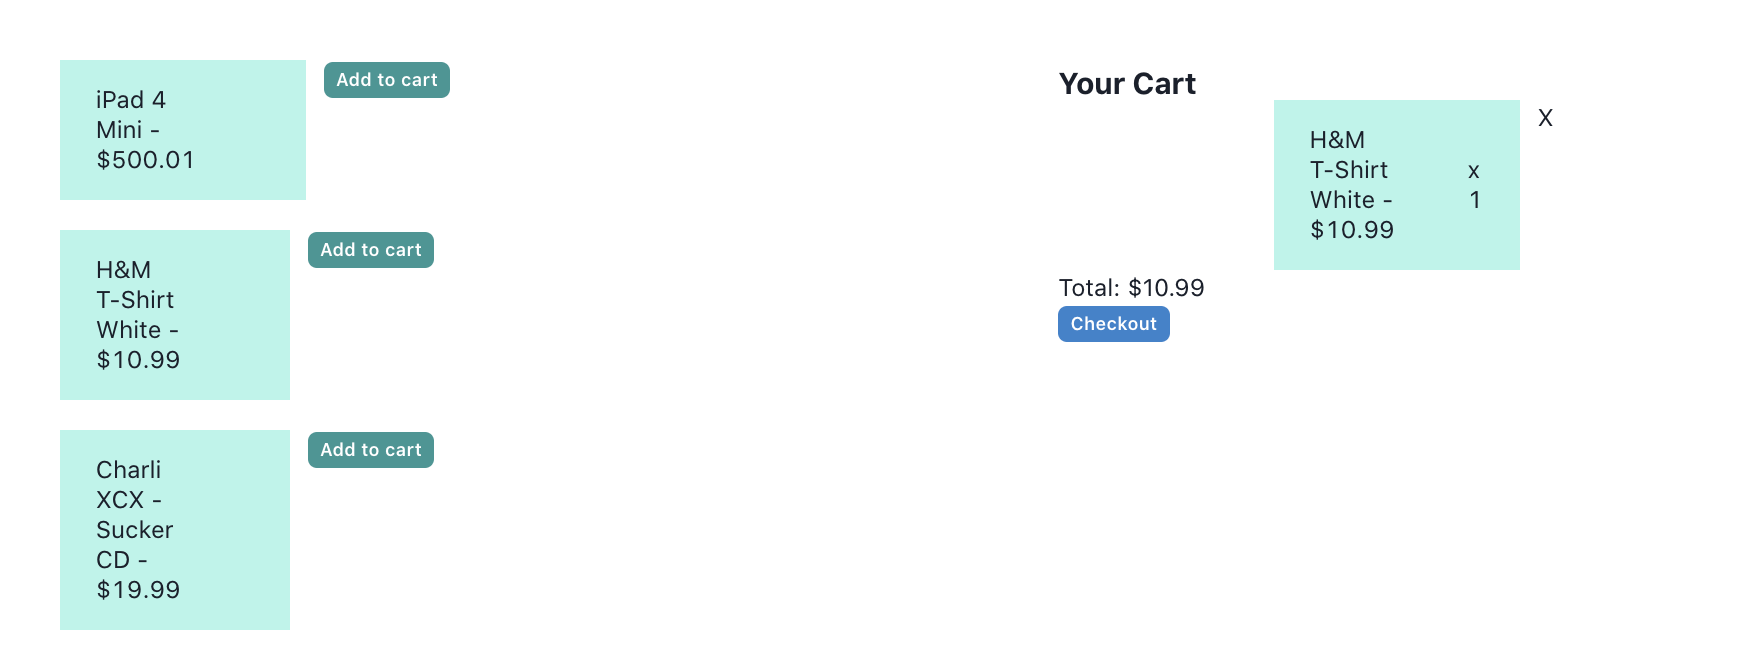 iPad 4
Mini -
$500.01
Add to cart
H&M
T-Shirt
White -
$10.99
Add to cart
Charli
XCX -
Sucker
CD -
$19.99
Add to cart
Your Cart
H&M
T-Shirt
White -
$10.99
x
1
X
Total: $10.99
Checkout